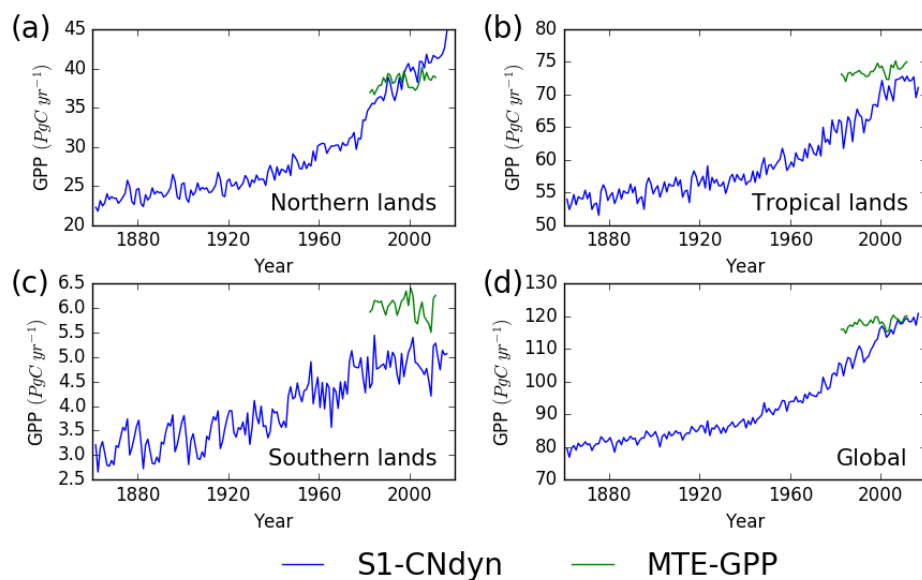 (a)
45
40
35
30
25
20
GPP (PgC yr⁻¹)
Northern lands
1880 1920 1960 2000
Year
(b)
80
75
70
65
60
55
50
GPP (PgC yr⁻¹)
Tropical lands
1880 1920 1960 2000
Year
(c)
6.5
6.0
5.5
5.0
4.5
4.0
3.5
3.0
2.5
GPP (PgC yr⁻¹)
Southern lands
1880 1920 1960 2000
Year
(d)
130
120
110
100
90
80
70
GPP (PgC yr⁻¹)
Global
1880 1920 1960 2000
Year
S1-CNdyn MTE-GPP